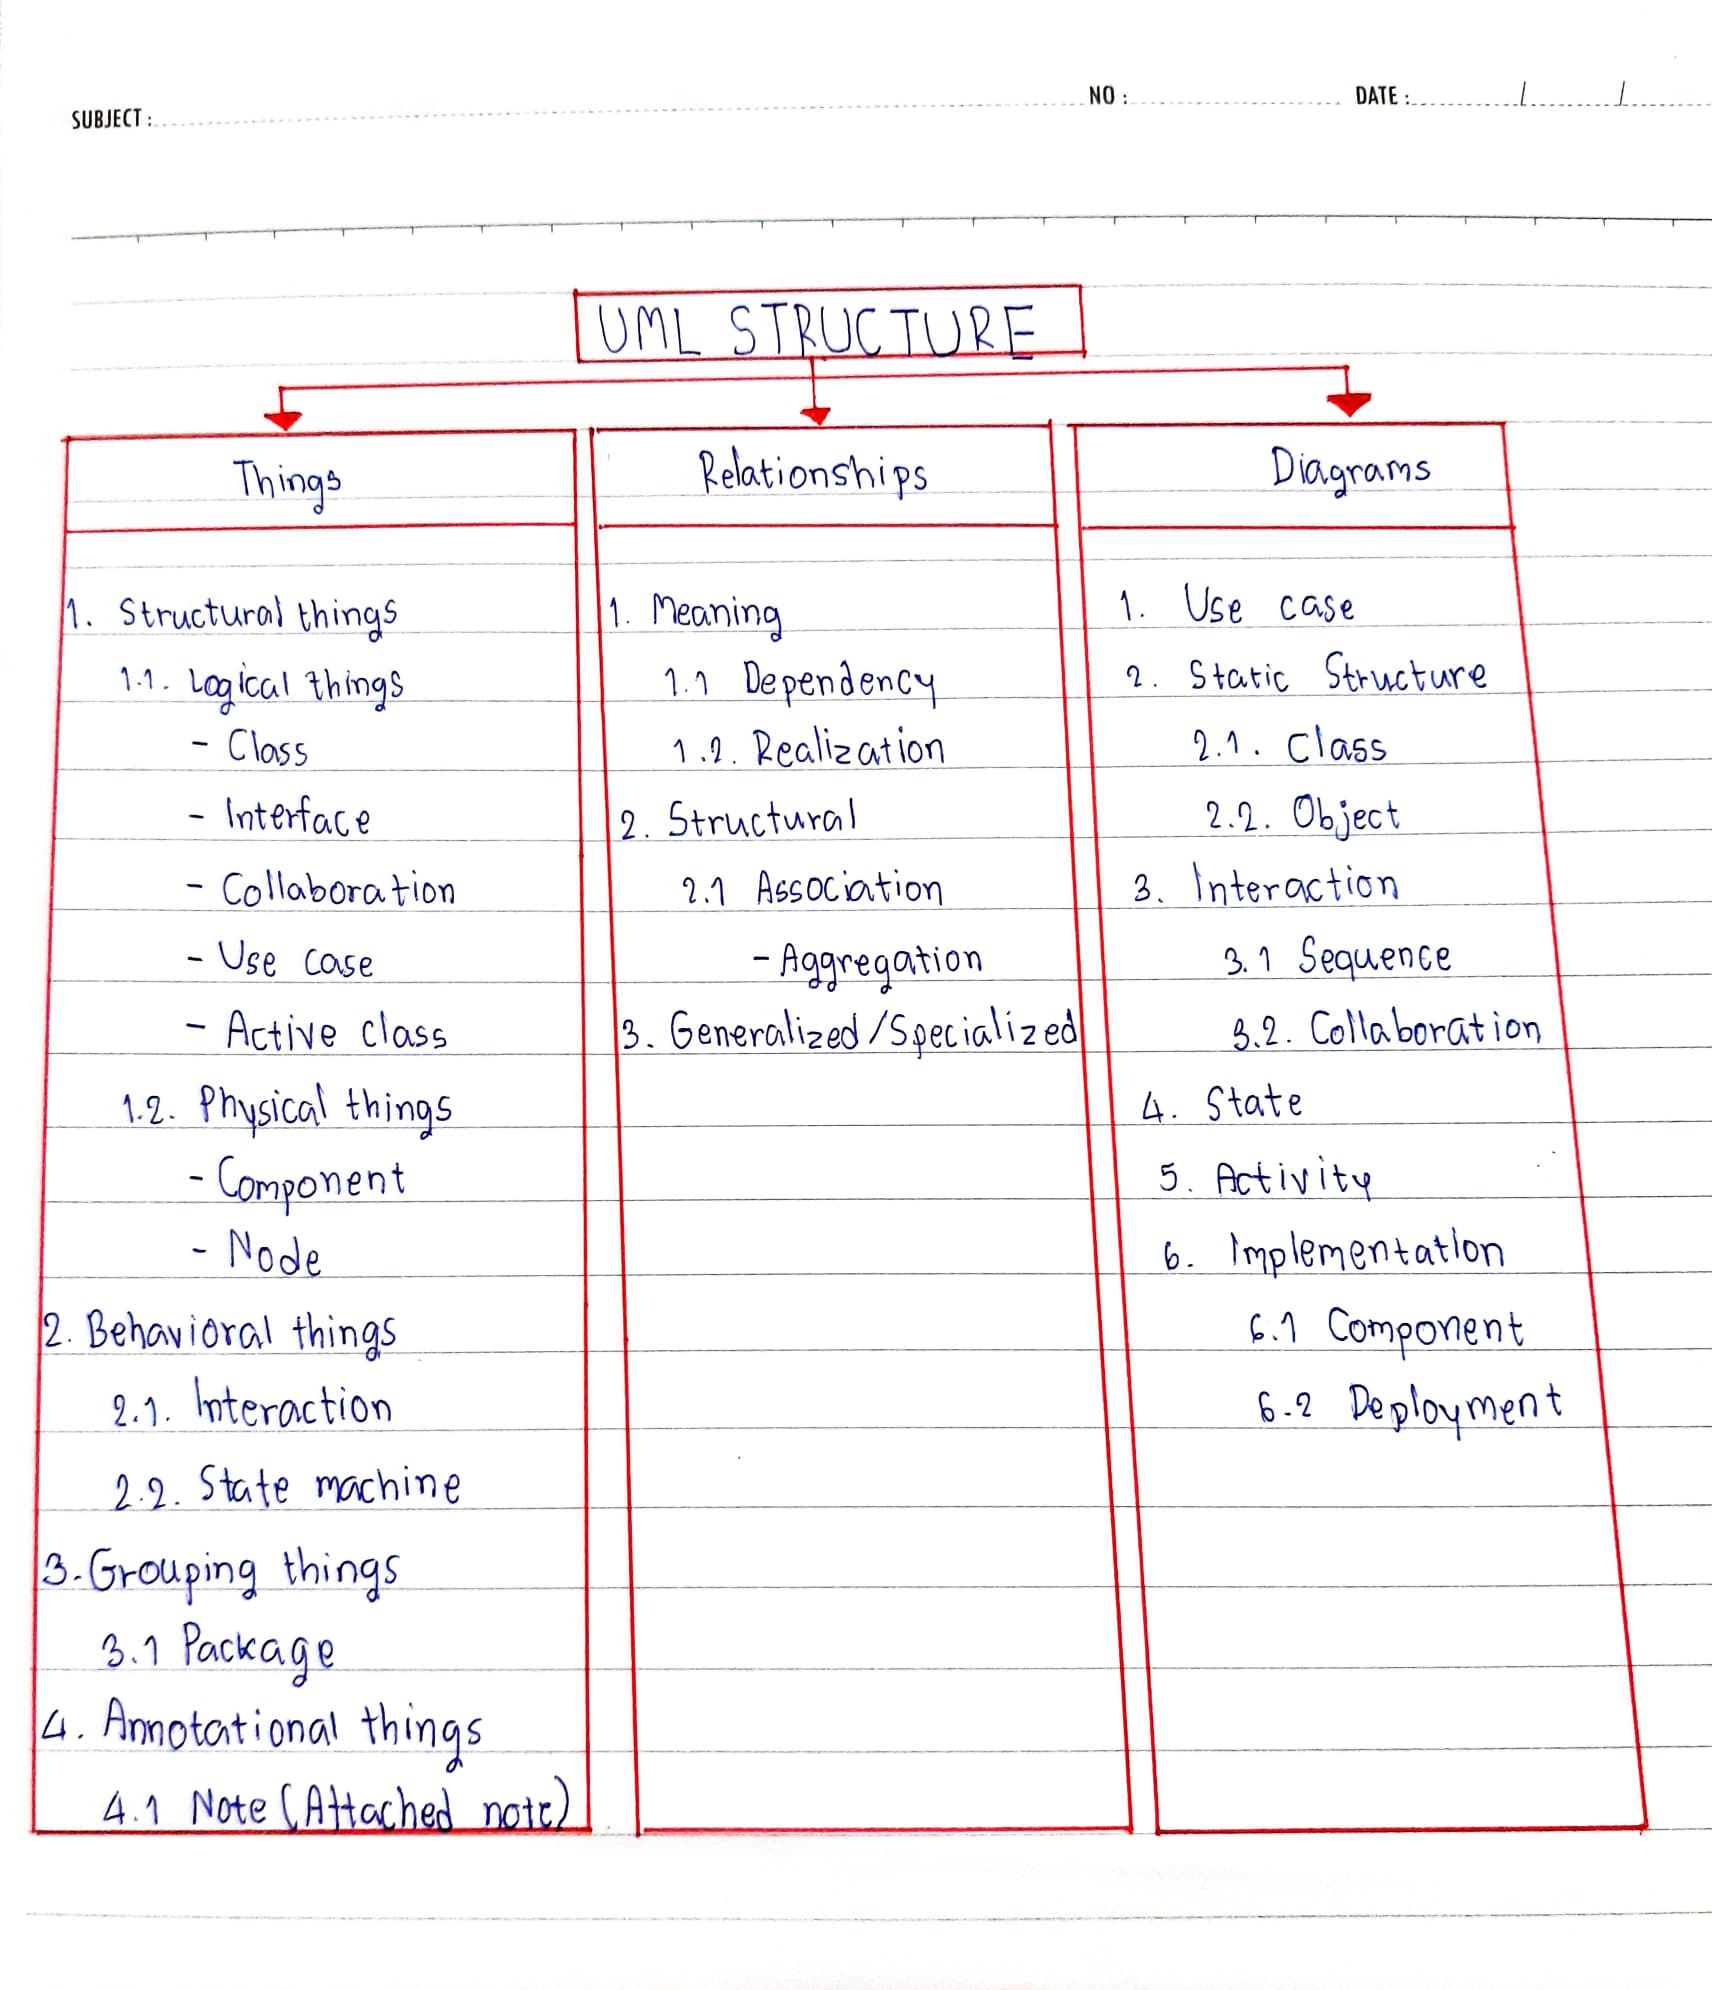 SUBJECT :
NO :
DATE : / /
UML STRUCTURE
Things
1. Structural things
1.1. Logical things
- Class
- Interface
- Collaboration
- Use case
- Active class
1.2. Physical things
- Component
- Node
2. Behavioral things
2.1. Interaction
2.2. State machine
3. Grouping things
3.1 Package
4. Annotational things
4.1 Note (Attached note)
Relationships
1. Meaning
1.1 Dependency
1.2. Realization
2. Structural
2.1 Association
- Aggregation
3. Generalized/Specialized
Diagrams
1. Use case
2. Static Structure
2.1. Class
2.2. Object
3. Interaction
3.1 Sequence
3.2. Collaboration
4. State
5. Activity
6. Implementation
6.1 Component
6.2 Deployment